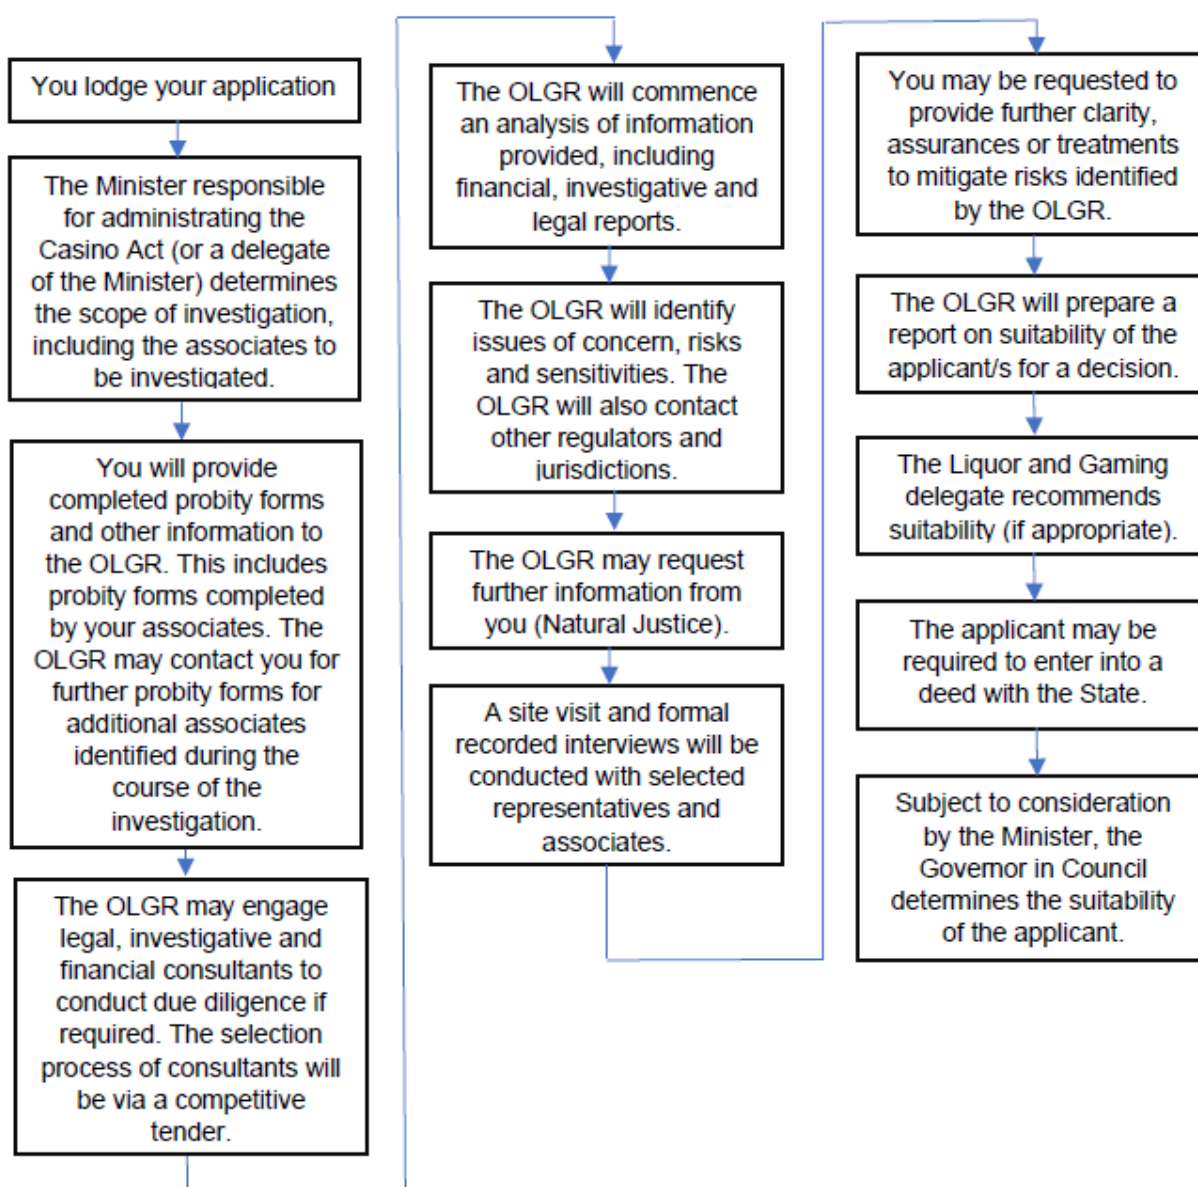 You lodge your application
The Minister responsible
for administrating the
Casino Act (or a delegate
of the Minister) determines
the scope of investigation,
including the associates to
be investigated.
You will provide
completed probity forms
and other information to
the OLGR. This includes
probity forms completed
by your associates. The
OLGR may contact you for
further probity forms for
additional associates
identified during the
course of the
investigation.
The OLGR may engage
legal, investigative and
financial consultants to
conduct due diligence if
required. The selection
process of consultants will
be via a competitive
tender.
The OLGR will commence
an analysis of information
provided, including
financial, investigative and
legal reports.
The OLGR will identify
issues of concern, risks
and sensitivities. The
OLGR will also contact
other regulators and
jurisdictions.
The OLGR may request
further information from
you (Natural Justice).
A site visit and formal
recorded interviews will be
conducted with selected
representatives and
associates.
You may be requested to
provide further clarity,
assurances or treatments
to mitigate risks identified
by the OLGR.
The OLGR will prepare a
report on suitability of the
applicant/s for a decision.
The Liquor and Gaming
delegate recommends
suitability (if appropriate).
The applicant may be
required to enter into a
deed with the State.
Subject to consideration
by the Minister, the
Governor in Council
determines the suitability
of the applicant.